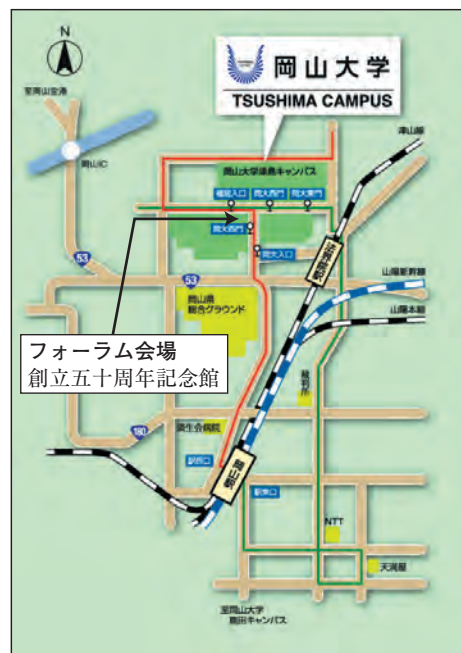 N
岡山大学
TSUSHIMA CAMPUS
至岡山空港
岡山IC
津山線
岡山大学津島キャンパス
福居入口
岡大西門
岡大東門
岡大西門
岡大入口
法界院駅
53
53
山陽新幹線
山陽本線
岡山県
総合グラウンド
フォーラム会場
創立五十周年記念館
裁判所
180
済生会病院
駅西口
岡山駅
駅東口
NTT
天満屋
至岡山大学
鹿田キャンパス